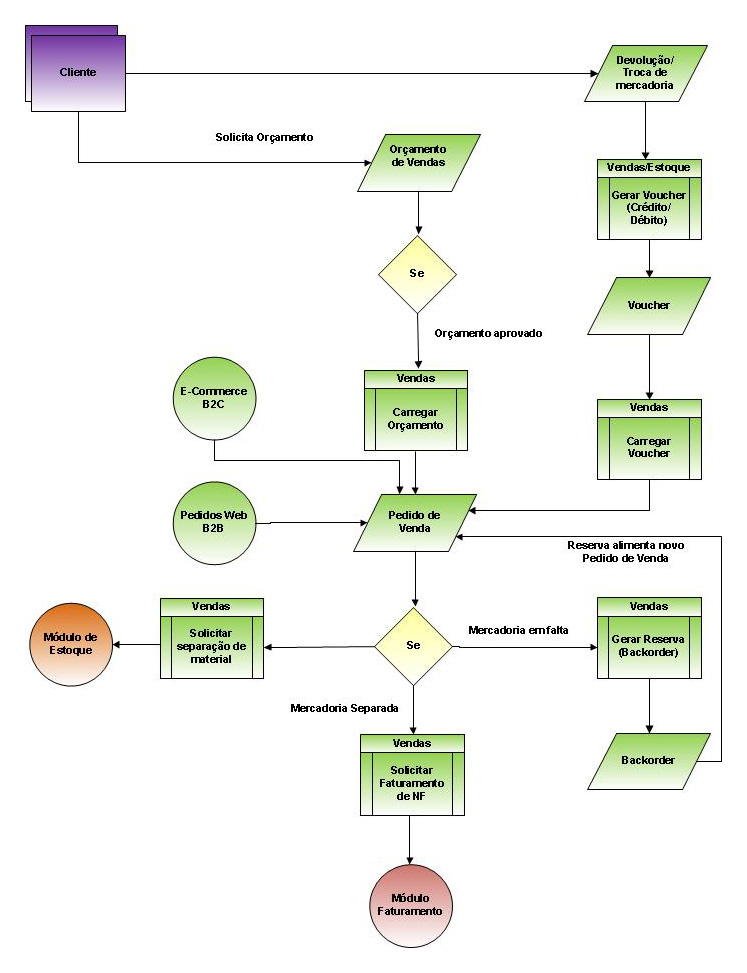 Cliente
Devolução/
Troca de
mercadoria
Solicita Orçamento
Orçamento
de Vendas
Vendas/Estoque
Gerar Voucher
(Crédito/
Débito)
Se
Voucher
Orçamento aprovado
Vendas
Carregar
Orçamento
E-Commerce
B2C
Vendas
Carregar
Voucher
Pedidos Web
B2B
Pedido de
Venda
Reserva alimenta novo
Pedido de Venda
Módulo de
Estoque
Vendas
Solicitar
separação de
material
Se
Mercadoria em falta
Vendas
Gerar Reserva
(Backorder)
Mercadoria Separada
Vendas
Solicitar
Faturamento
de NF
Backorder
Módulo
Faturamento